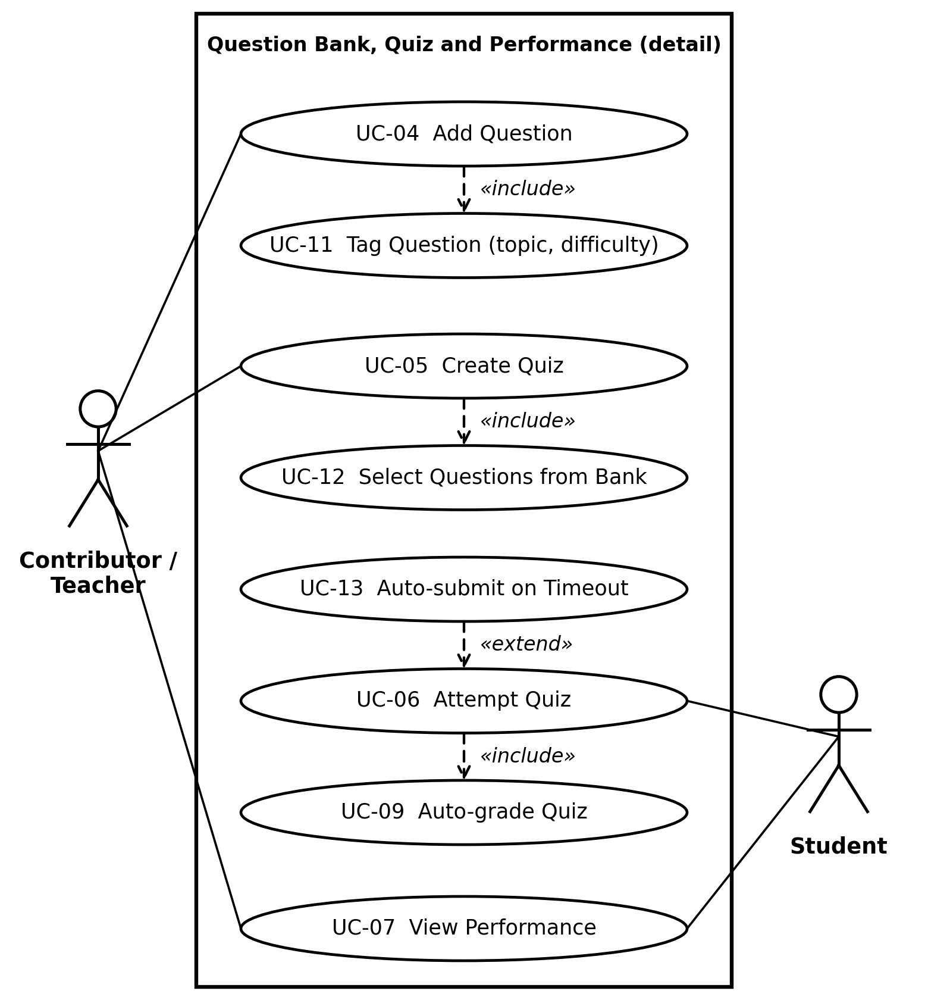 Question Bank, Quiz and Performance (detail)
UC-04 Add Question
«include»
UC-11 Tag Question (topic, difficulty)
UC-05 Create Quiz
«include»
UC-12 Select Questions from Bank
Contributor /
Teacher
UC-13 Auto-submit on Timeout
«extend»
UC-06 Attempt Quiz
«include»
UC-09 Auto-grade Quiz
Student
UC-07 View Performance